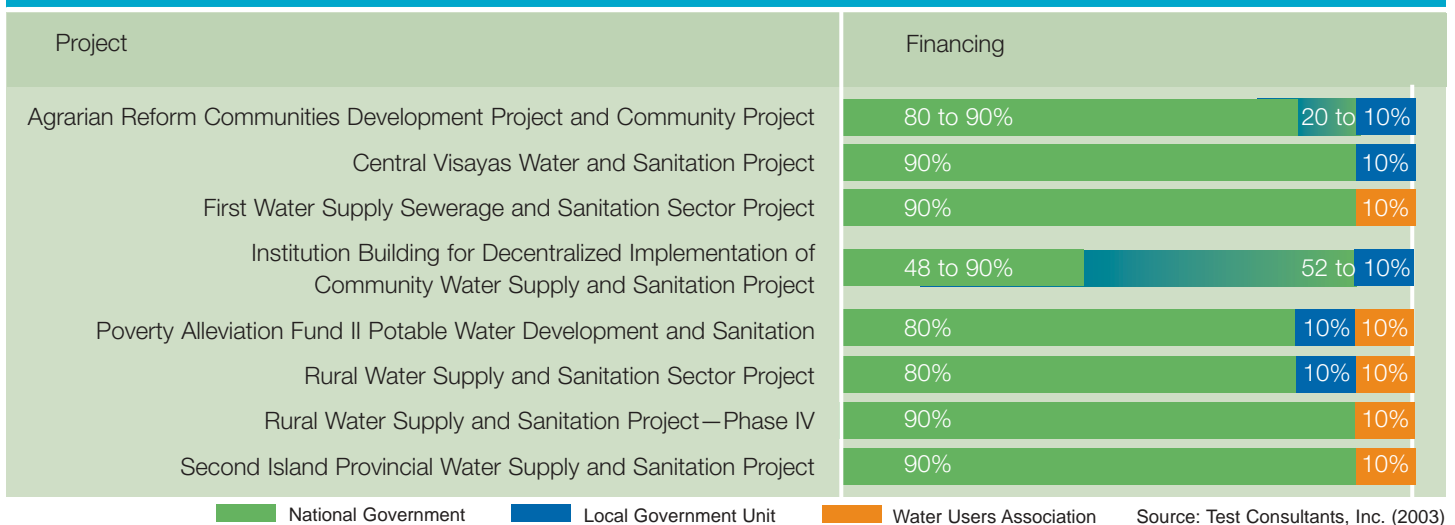 Project Financing
Agrarian Reform Communities Development Project and Community Project 80 to 90% 20 to 10%
Central Visayas Water and Sanitation Project 90% 10%
First Water Supply Sewerage and Sanitation Sector Project 90% 10%
Institution Building for Decentralized Implementation of
Community Water Supply and Sanitation Project 48 to 90% 52 to 10%
Poverty Alleviation Fund II Potable Water Development and Sanitation 80% 10% 10%
Rural Water Supply and Sanitation Sector Project 80% 10% 10%
Rural Water Supply and Sanitation Project—Phase IV 90% 10%
Second Island Provincial Water Supply and Sanitation Project 90% 10%
National Government Local Government Unit Water Users Association Source: Test Consultants, Inc. (2003)